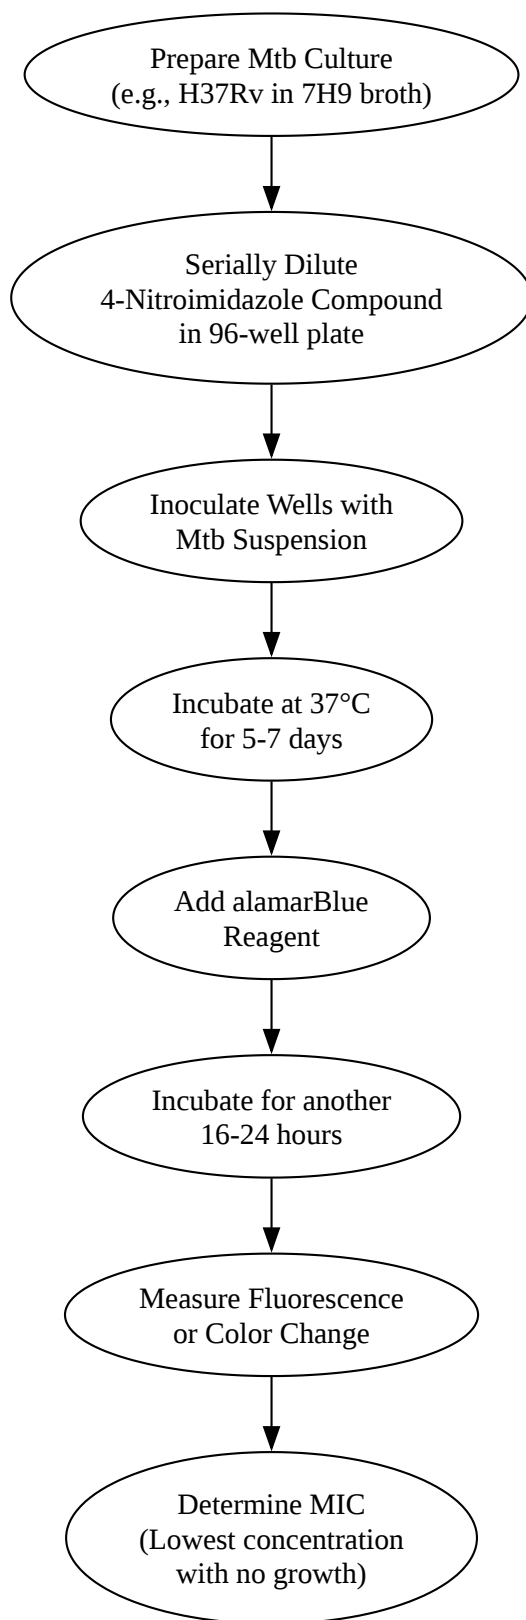 Prepare Mtb Culture
(e.g., H37Rv in 7H9 broth)
Serially Dilute
4-Nitroimidazole Compound
in 96-well plate
Inoculate Wells with
Mtb Suspension
Incubate at 37°C
for 5-7 days
Add alamarBlue
Reagent
Incubate for another
16-24 hours
Measure Fluorescence
or Color Change
Determine MIC
(Lowest concentration
with no growth)